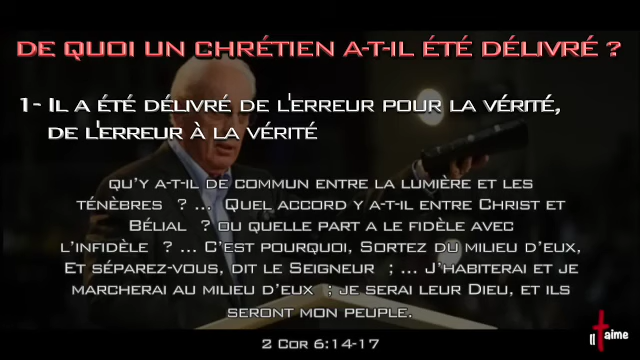 DE QUOI UN CHRÉTIEN A-T-IL ÉTÉ DÉLIVRÉ ?
1- IL A ÉTÉ DÉLIVRÉ DE L'ERREUR POUR LA VÉRITÉ,
DE L'ERREUR À LA VÉRITÉ
QU'Y A-T-IL DE COMMUN ENTRE LA LUMIÈRE ET LES
TÉNÈBRES ? ... QUEL ACCORD Y A-T-IL ENTRE CHRIST ET
BÉLIAL ? OU QUELLE PART A LE FIDÈLE AVEC
L'INFIDÈLE ? ... C'EST POURQUOI, SORTEZ DU MILIEU D'EUX,
ET SÉPAREZ-VOUS, DIT LE SEIGNEUR ; ... J'HABITERAI ET JE
MARCHERAI AU MILIEU D'EUX ; JE SERAI LEUR DIEU, ET ILS
SERONT MON PEUPLE.
2 COR 6:14-17
Il t'aime